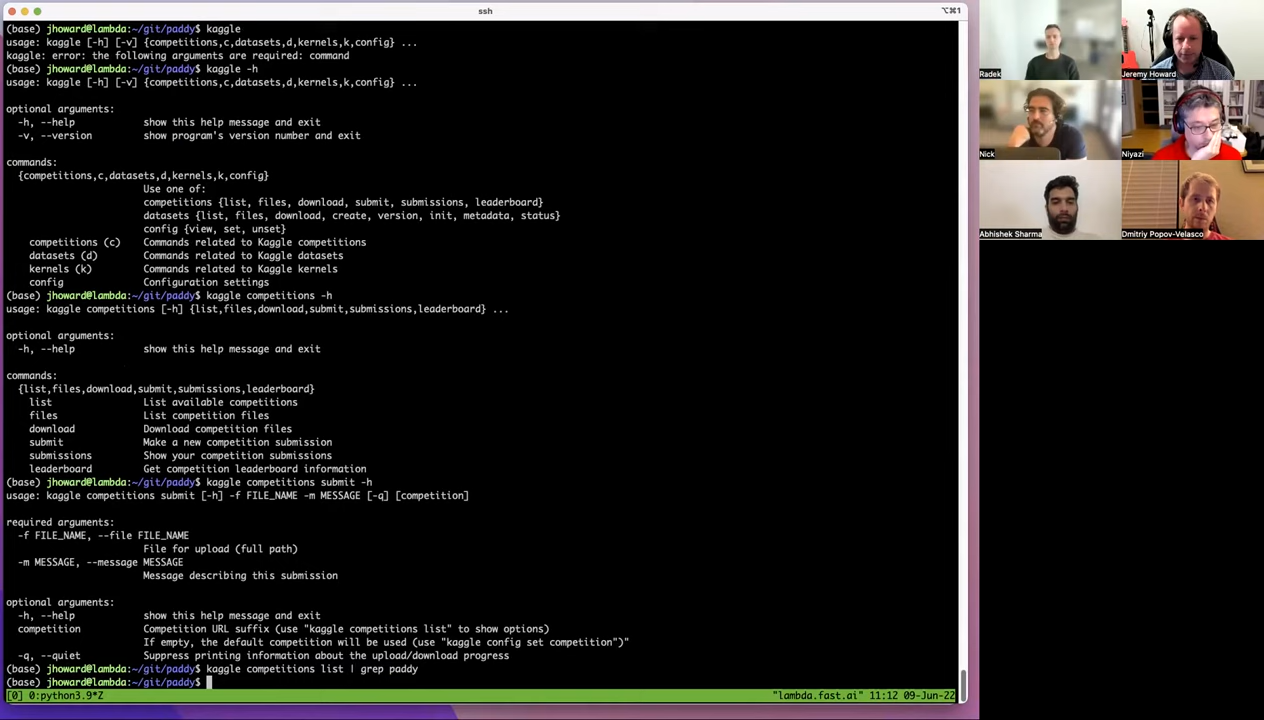 ssh
⌥⌘1
(base) jhoward@lambda:~/git/paddy$ kaggle
usage: kaggle [-h] [-v] {competitions,c,datasets,d,kernels,k,config} ...
kaggle: error: the following arguments are required: command
(base) jhoward@lambda:~/git/paddy$ kaggle -h
usage: kaggle [-h] [-v] {competitions,c,datasets,d,kernels,k,config} ...
optional arguments:
-h, --help show this help message and exit
-v, --version show program's version number and exit
commands:
{competitions,c,datasets,d,kernels,k,config}
Use one of:
competitions {list, files, download, submit, submissions, leaderboard}
datasets {list, files, download, create, version, init, metadata, status}
config {view, set, unset}
competitions (c) Commands related to Kaggle competitions
datasets (d) Commands related to Kaggle datasets
kernels (k) Commands related to Kaggle kernels
config Configuration settings
(base) jhoward@lambda:~/git/paddy$ kaggle competitions -h
usage: kaggle competitions [-h] {list,files,download,submit,submissions,leaderboard} ...
optional arguments:
-h, --help show this help message and exit
commands:
{list,files,download,submit,submissions,leaderboard}
list List available competitions
files List competition files
download Download competition files
submit Make a new competition submission
submissions Show your competition submissions
leaderboard Get competition leaderboard information
(base) jhoward@lambda:~/git/paddy$ kaggle competitions submit -h
usage: kaggle competitions submit [-h] -f FILE_NAME -m MESSAGE [-q] [competition]
required arguments:
-f FILE_NAME, --file FILE_NAME
File for upload (full path)
-m MESSAGE, --message MESSAGE
Message describing this submission
optional arguments:
-h, --help show this help message and exit
competition Competition URL suffix (use "kaggle competitions list" to show options)
If empty, the default competition will be used (use "kaggle config set competition")"
-q, --quiet Suppress printing information about the upload/download progress
(base) jhoward@lambda:~/git/paddy$ kaggle competitions list | grep paddy
(base) jhoward@lambda:~/git/paddy$
[0] 0:python3.9*Z "lambda.fast.ai" 11:12 09-Jun-22
Radek
Jeremy Howard
Nick
Niyazi
Abhishek Sharma
Dmitriy Popov-Velasco